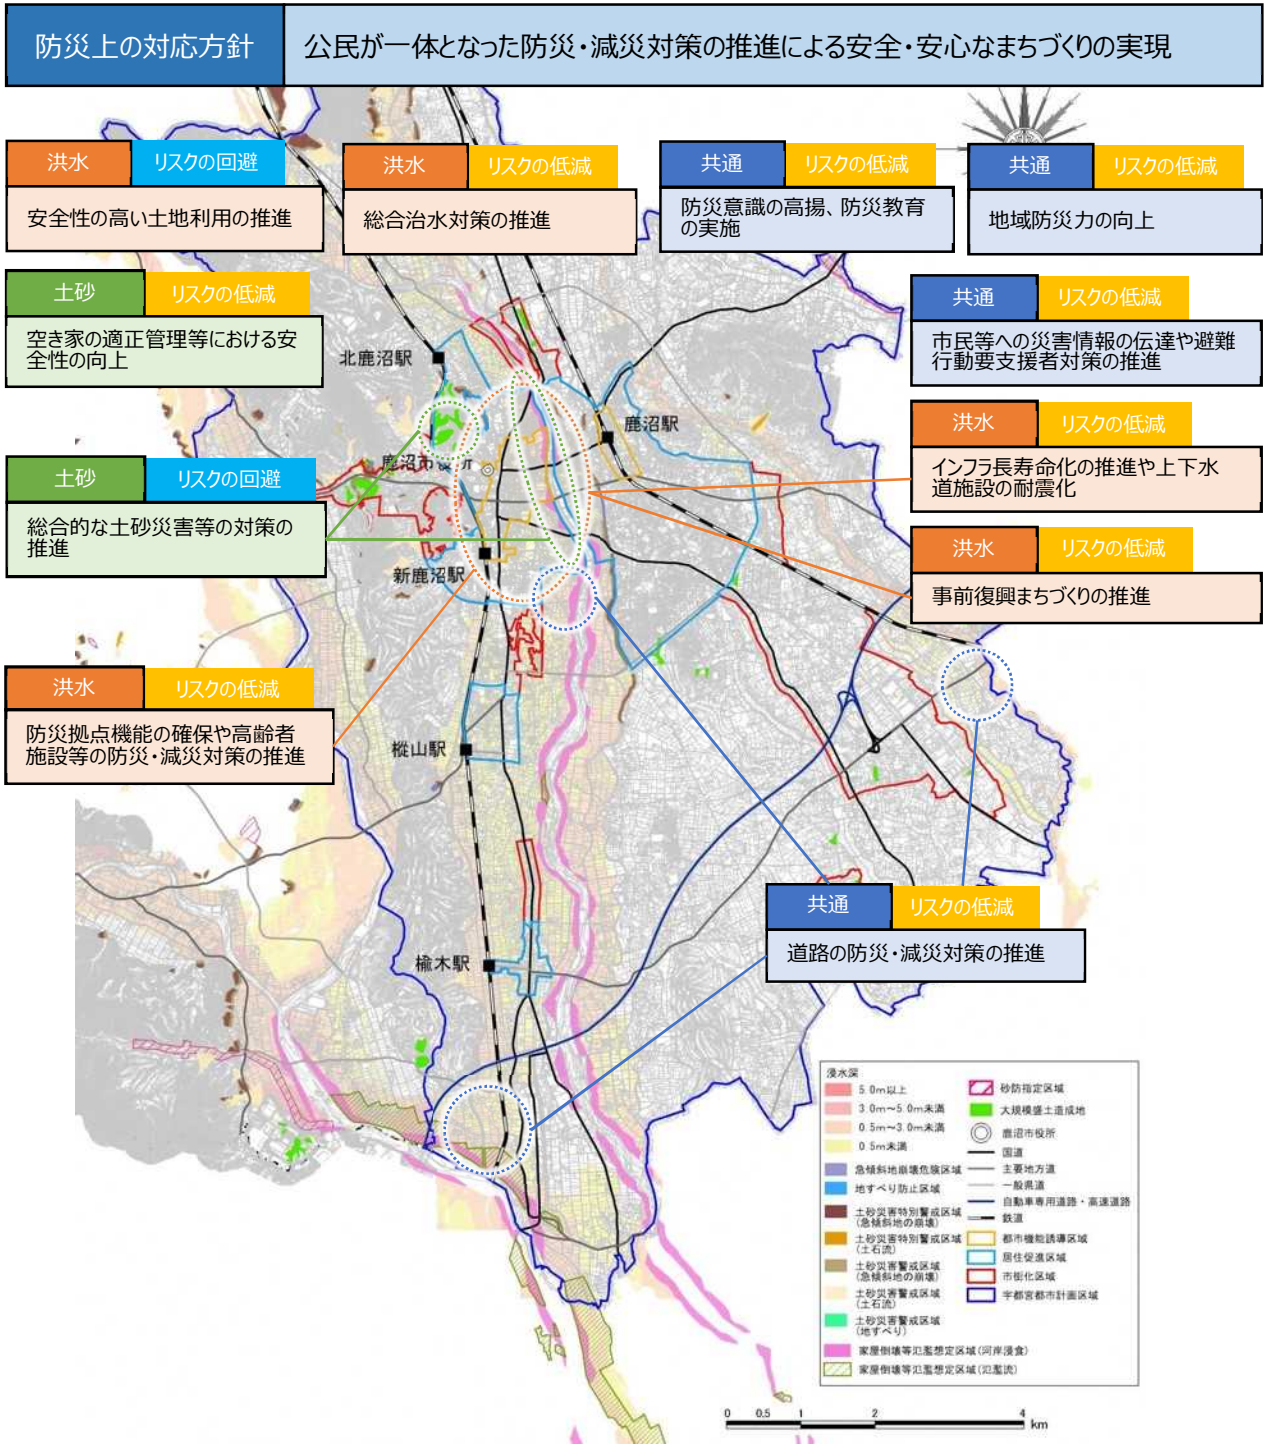 防災上の対応方針
公民が一体となった防災・減災対策の推進による安全・安心なまちづくりの実現
洪水
リスクの回避
安全性の高い土地利用の推進
洪水
リスクの低減
総合治水対策の推進
共通
リスクの低減
防災意識の高揚、防災教育
の実施
共通
リスクの低減
地域防災力の向上
土砂
リスクの低減
空き家の適正管理等における安
全性の向上
共通
リスクの低減
市民等への災害情報の伝達や避難
行動要支援者対策の推進
北鹿沼駅
鹿沼駅
洪水
リスクの低減
インフラ長寿命化の推進や上下水
道施設の耐震化
土砂
リスクの回避
総合的な土砂災害等の対策の
推進
新鹿沼駅
洪水
リスクの低減
事前復興まちづくりの推進
洪水
リスクの低減
防災拠点機能の確保や高齢者
施設等の防災・減災対策の推進
樅山駅
共通
リスクの低減
道路の防災・減災対策の推進
楡木駅
浸水深
5.0m以上
3.0m～5.0m未満
0.5m～3.0m未満
0.5m未満
急傾斜地崩壊危険区域
地すべり防止区域
土砂災害特別警戒区域
(急傾斜地の崩壊)
土砂災害特別警戒区域
(土石流)
土砂災害警戒区域
(急傾斜地の崩壊)
土砂災害警戒区域
(土石流)
土砂災害警戒区域
(地すべり)
家屋倒壊等氾濫想定区域(河岸浸食)
家屋倒壊等氾濫想定区域(氾濫流)
砂防指定区域
大規模盛土造成地
鹿沼市役所
国道
主要地方道
一般県道
自動車専用道路・高速道路
鉄道
都市機能誘導区域
居住促進区域
市街化区域
宇都宮都市計画区域
0 0.5 1 2 4
km